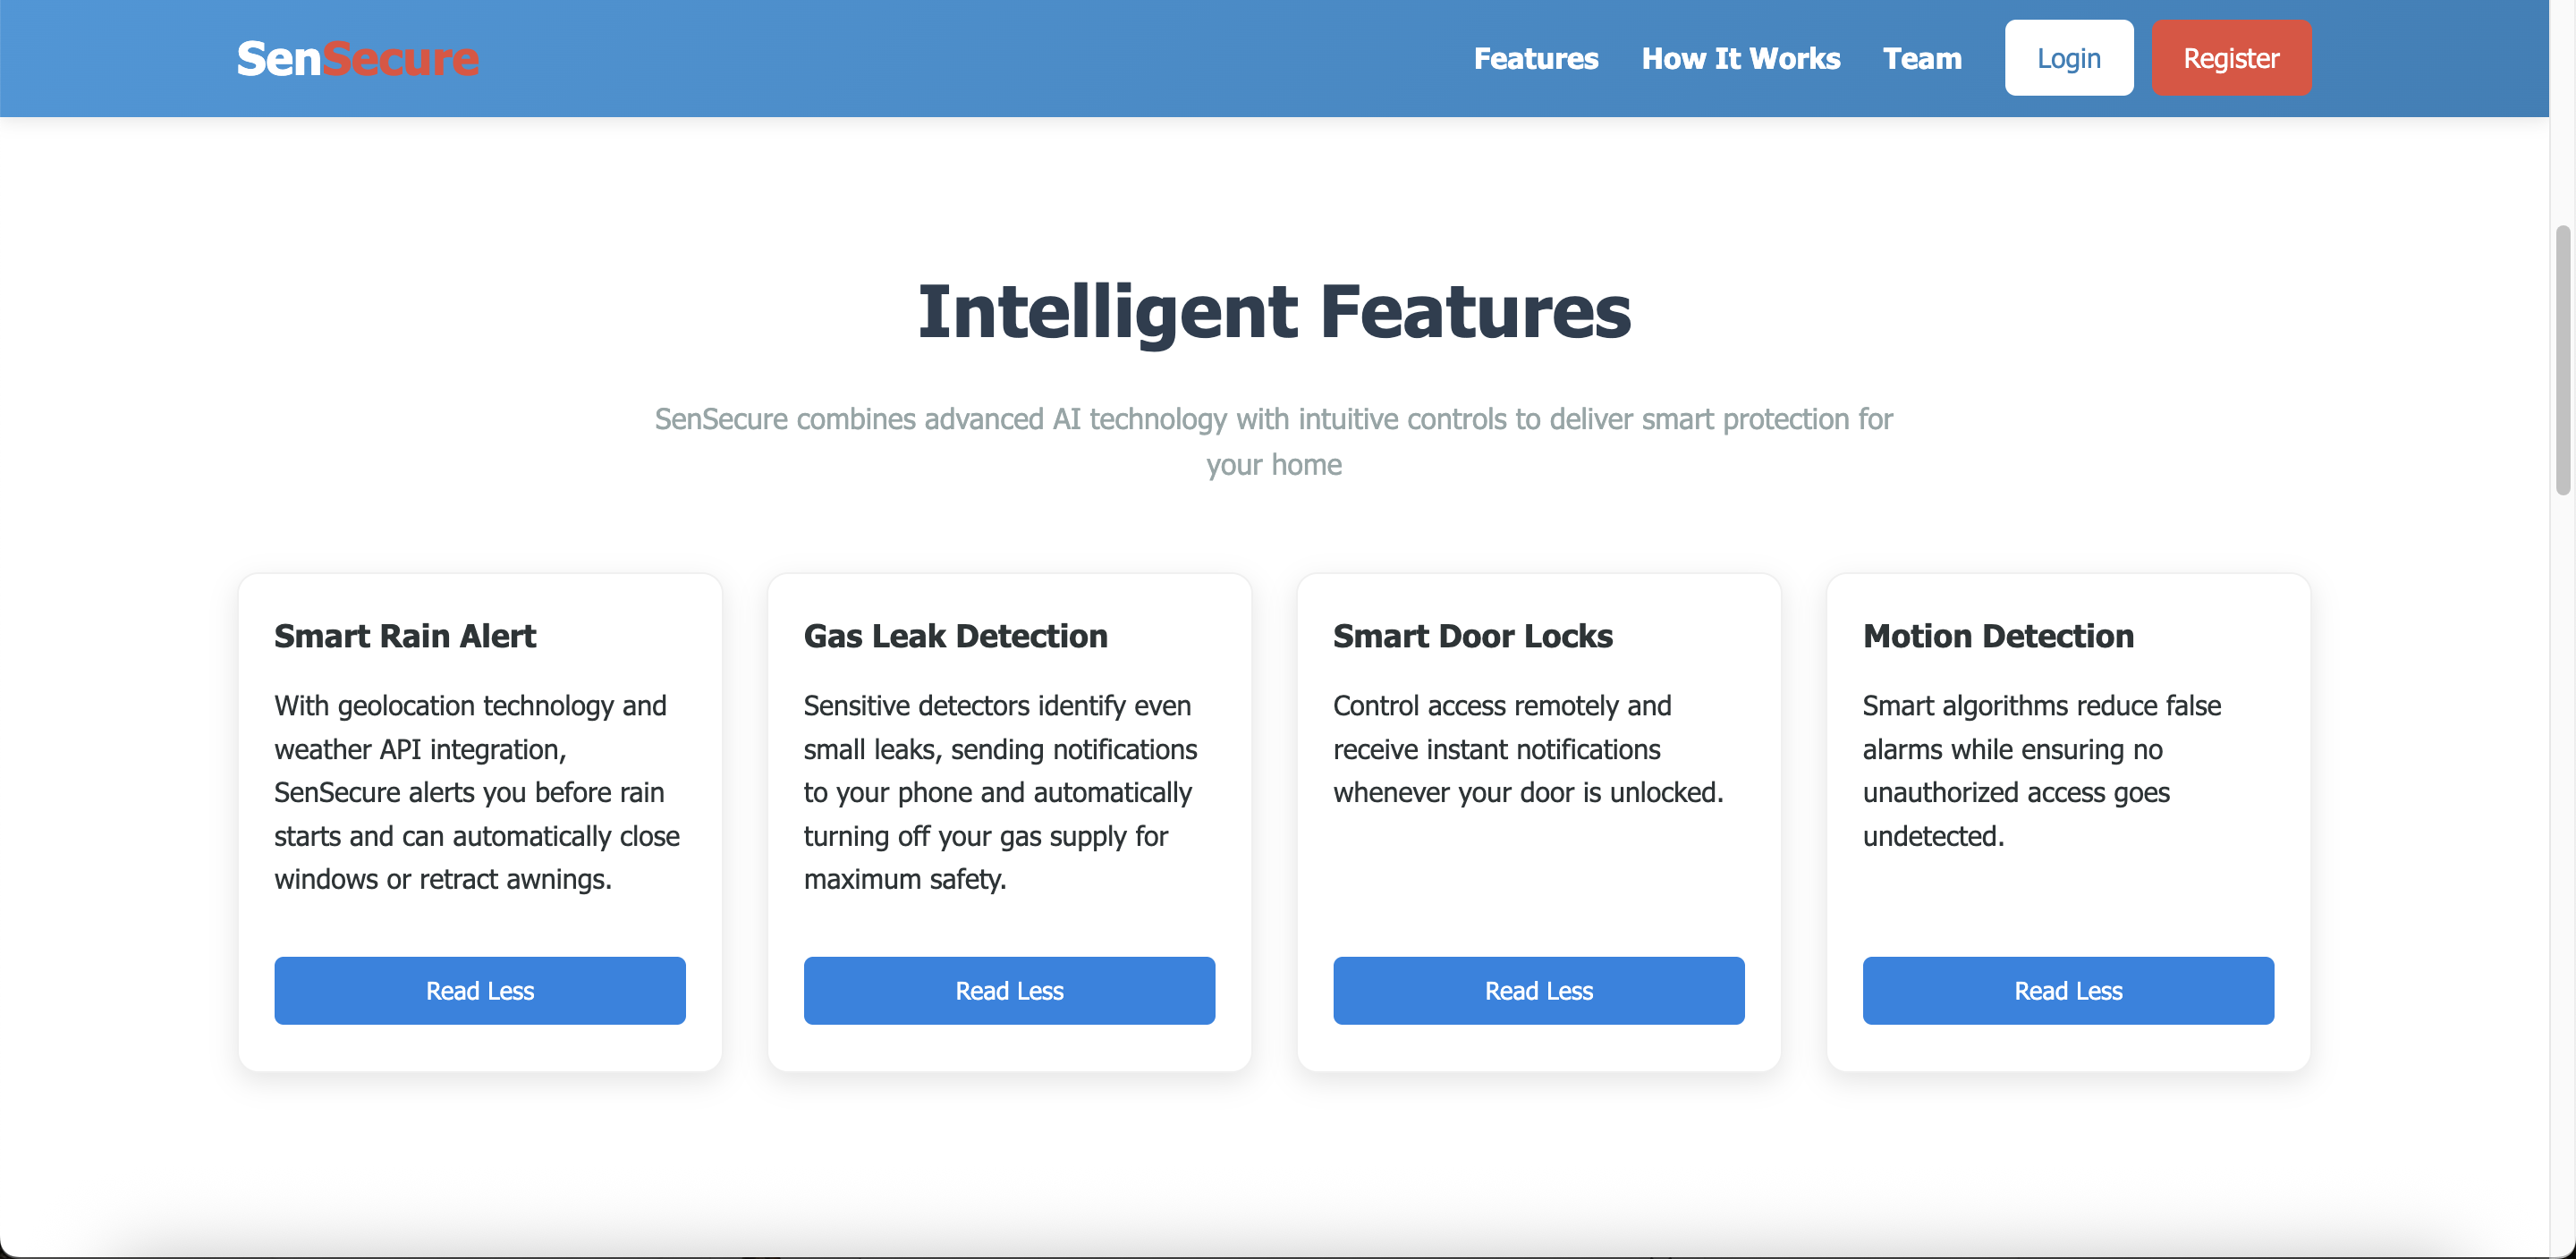 SenSecure
Features
How It Works
Team
Login
Register
Intelligent Features
SenSecure combines advanced AI technology with intuitive controls to deliver smart protection for
your home
Smart Rain Alert
With geolocation technology and
weather API integration,
SenSecure alerts you before rain
starts and can automatically close
windows or retract awnings.
Read Less
Gas Leak Detection
Sensitive detectors identify even
small leaks, sending notifications
to your phone and automatically
turning off your gas supply for
maximum safety.
Read Less
Smart Door Locks
Control access remotely and
receive instant notifications
whenever your door is unlocked.
Read Less
Motion Detection
Smart algorithms reduce false
alarms while ensuring no
unauthorized access goes
undetected.
Read Less